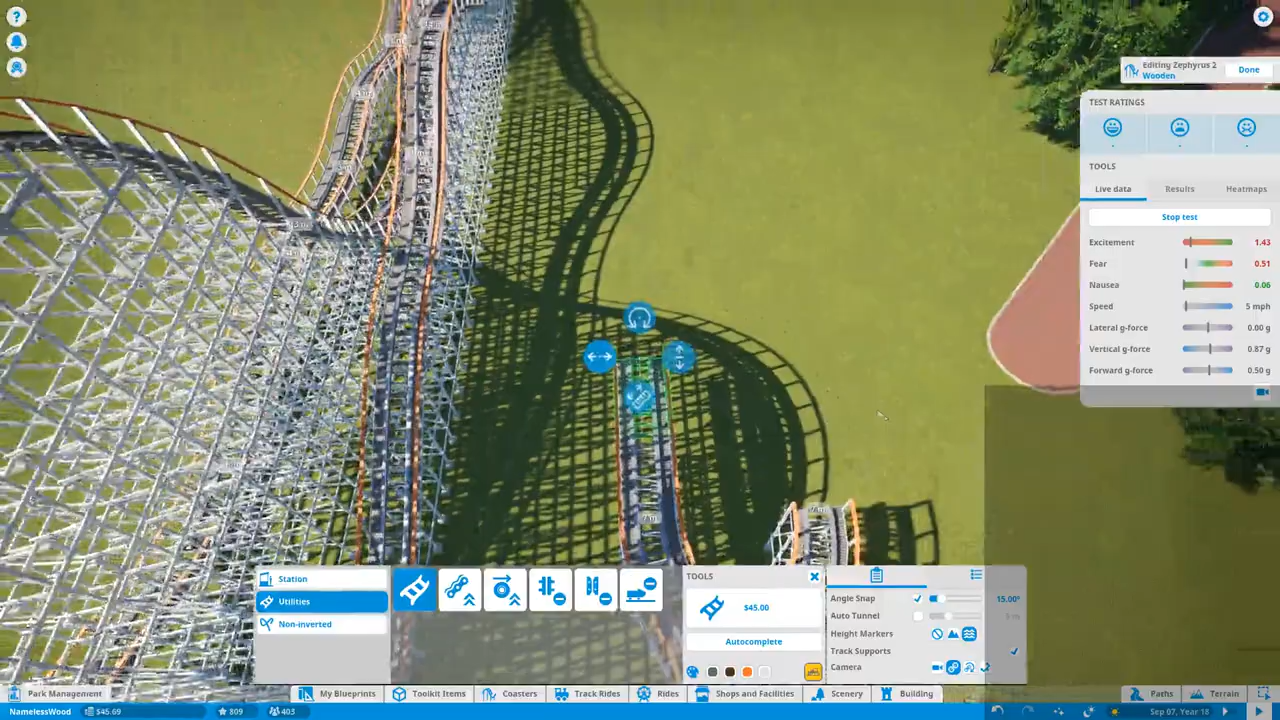 Editing Zephyrus 2
Wooden
Done
TEST RATINGS
TOOLS
Live data
Results
Heatmaps
Stop test
Excitement 1.43
Fear 0.51
Nausea 0.06
Speed 5 mph
Lateral g-force 0.00 g
Vertical g-force 0.87 g
Forward g-force 0.50 g
Station
Utilities
Non-inverted
TOOLS
$45.00
Autocomplete
Angle Snap 15.00°
Auto Tunnel
Height Markers
Track Supports
Camera
Park Management
My Blueprints
Toolkit Items
Coasters
Track Rides
Rides
Shops and Facilities
Scenery
Building
Paths
Terrain
NamelessWood
$45.69
809
403
Sep 07, Year 18